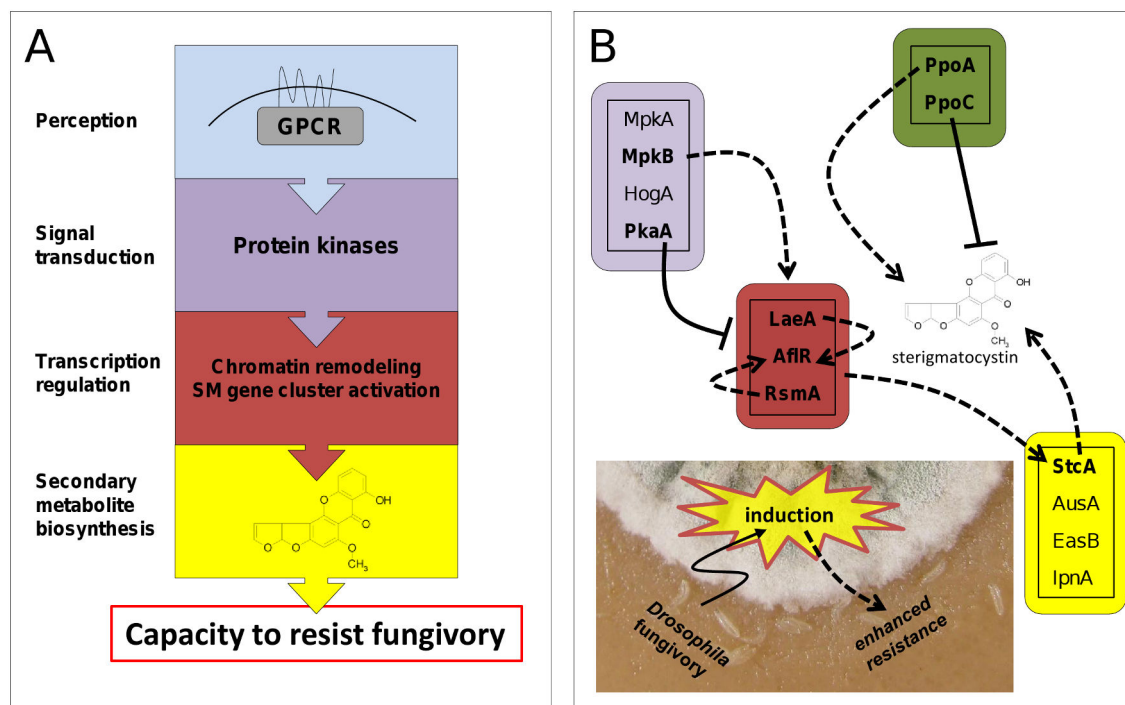 A
Perception
GPCR
Signal
transduction
Protein kinases
Transcription
regulation
Chromatin remodeling
SM gene cluster activation
Secondary
metabolite
biosynthesis
O
OH
O
O
O
O
CH₃
Capacity to resist fungivory
B
PpoA
PpoC
MpkA
MpkB
HogA
PkaA
LaeA
AflR
RsmA
O
OH
O
O
O
O
CH₃
sterigmatocystin
StcA
AusA
EasB
IpnA
induction
Drosophila
fungivory
enhanced
resistance